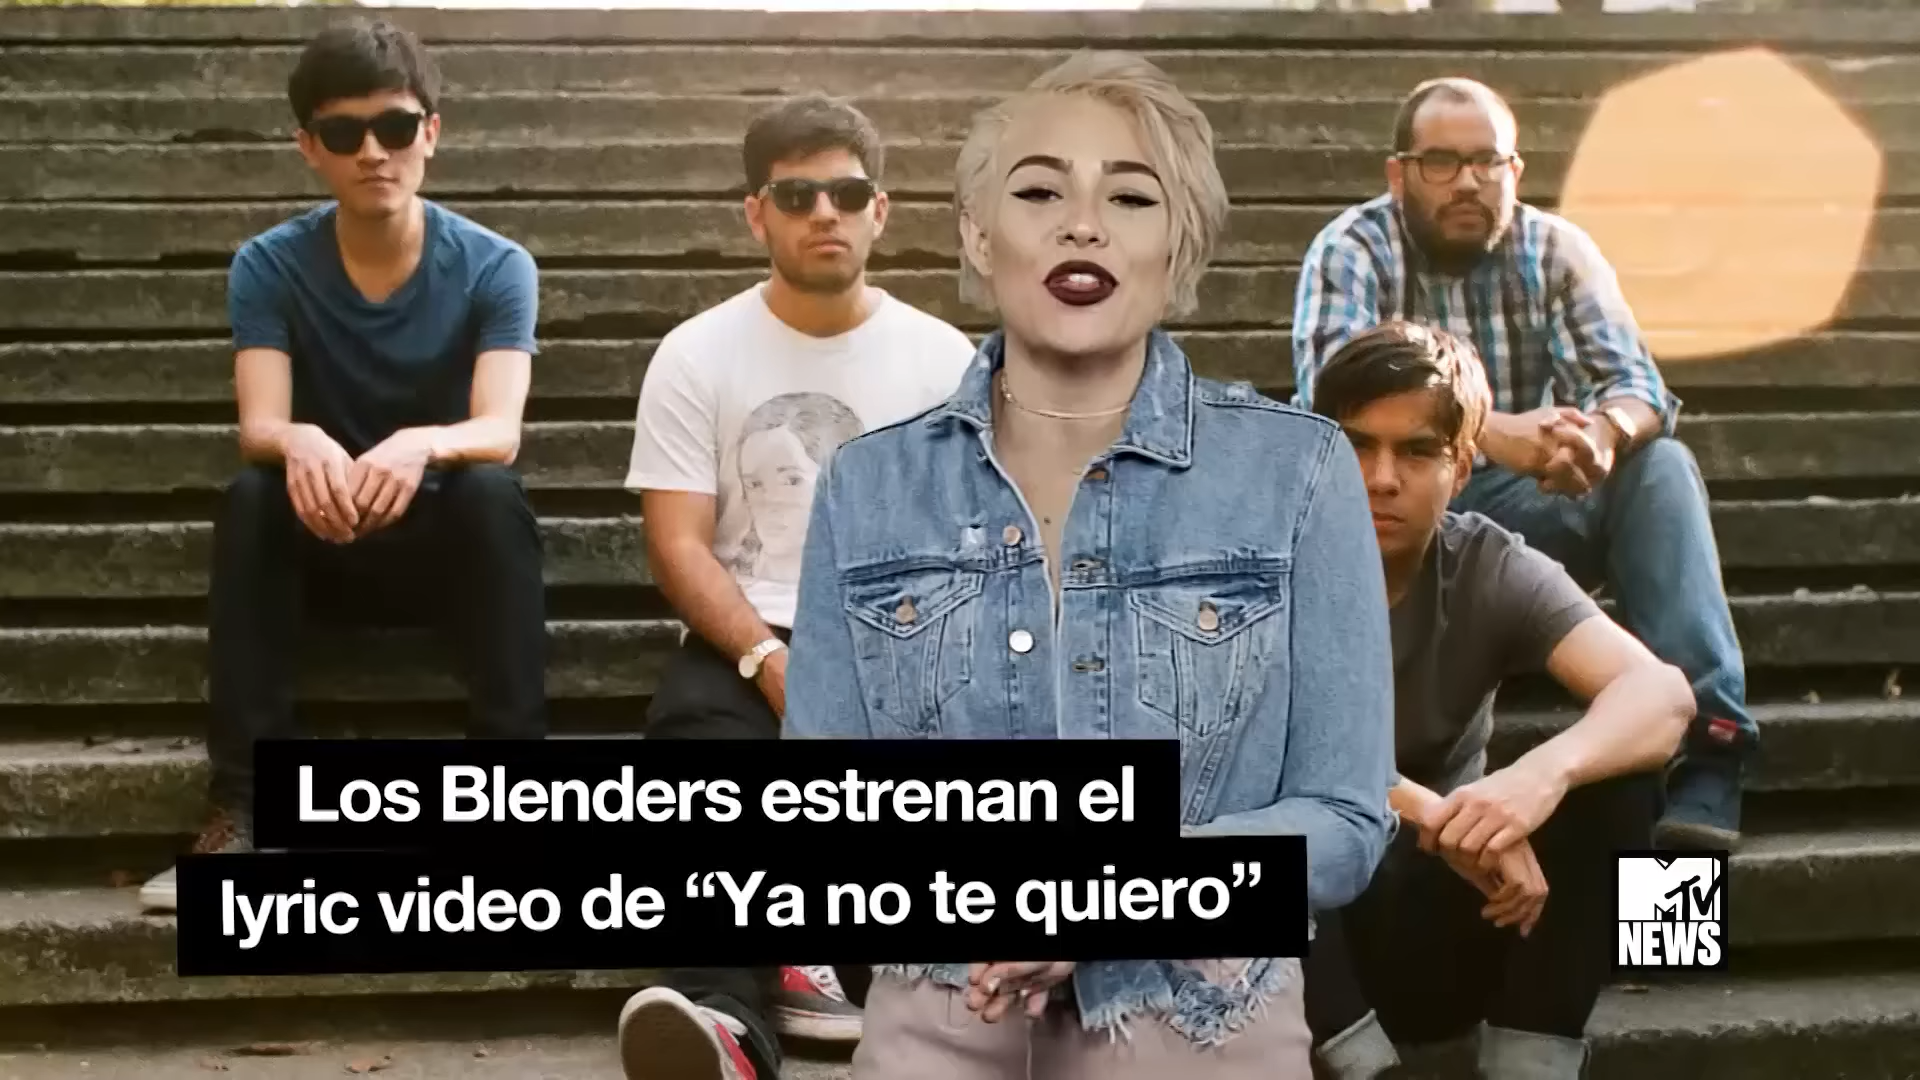 Los Blenders estrenan el
lyric video de “Ya no te quiero”
MTV
NEWS